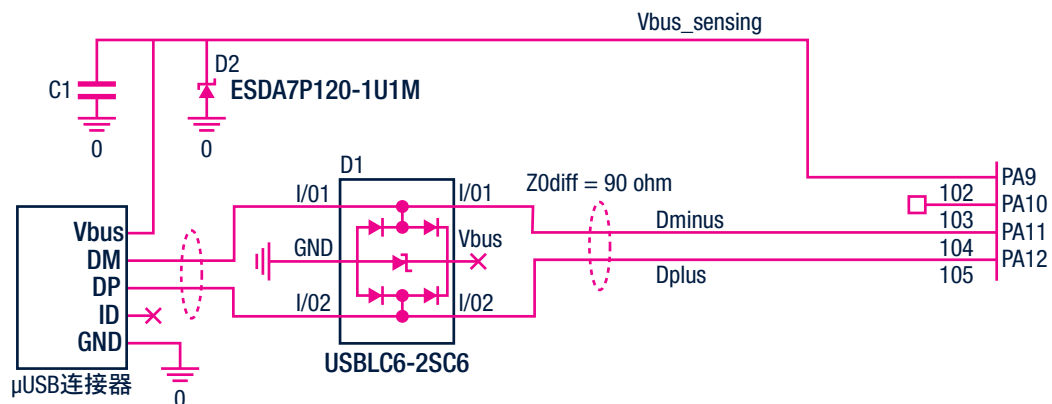 Vbus_sensing
D2
ESDA7P120-1U1M
C1
0
0
D1
I/01
I/01
Z0diff = 90 ohm
PA9
102
PA10
Vbus
GND
Vbus
Dminus
103
PA11
DM
104
PA12
DP
I/02
I/02
Dplus
105
ID
GND
USBLC6-2SC6
µUSB连接器
0